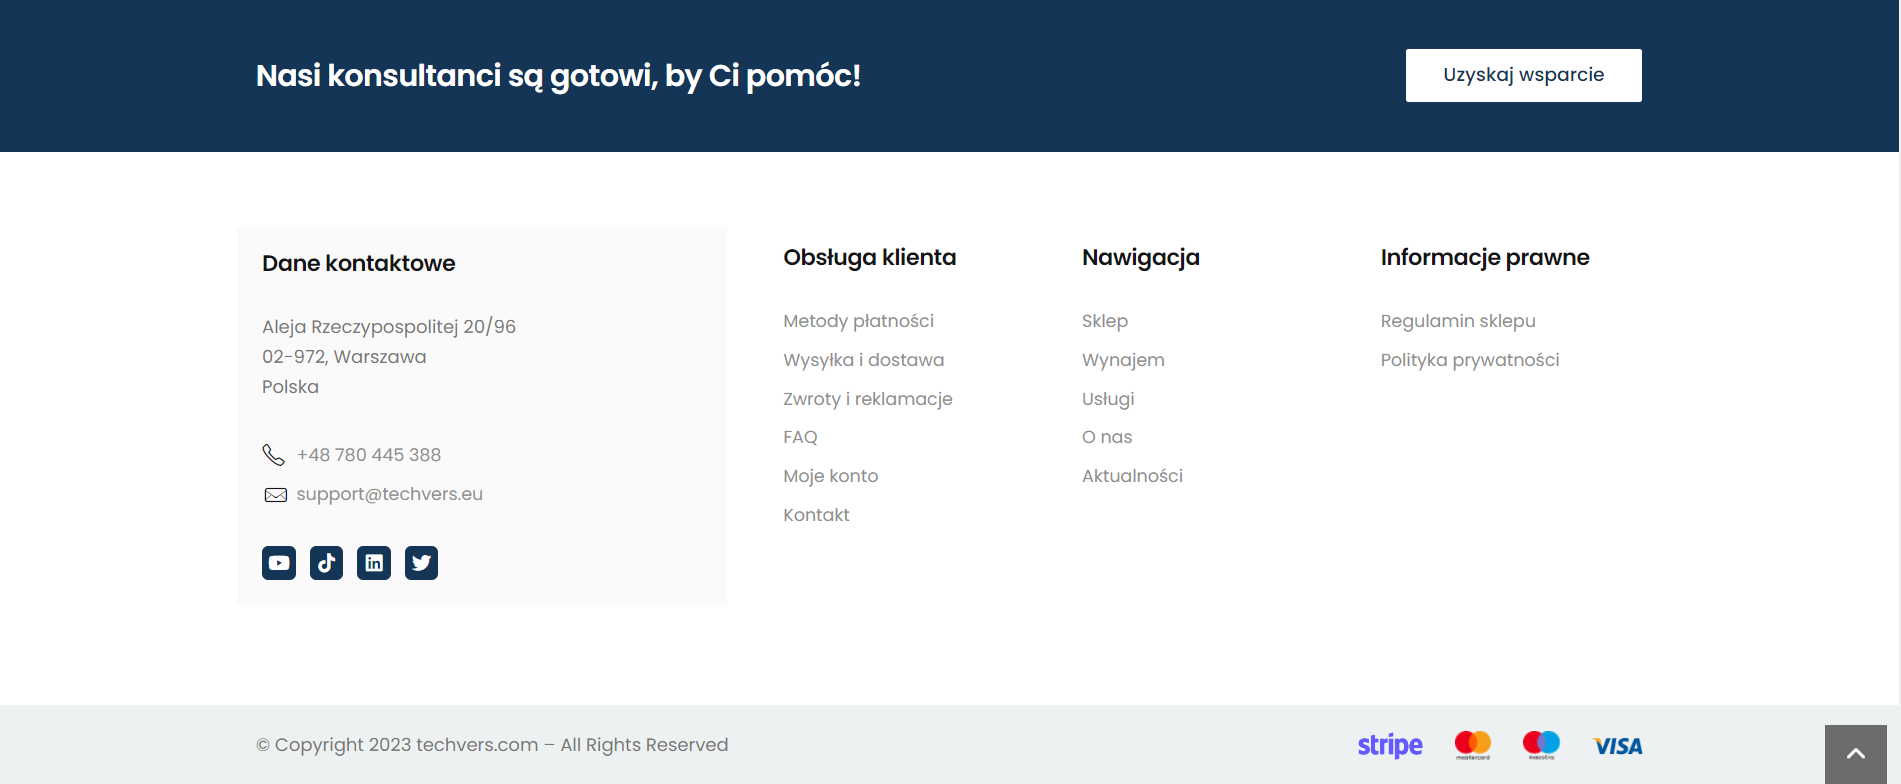 Nasi konsultanci są gotowi, by Ci pomóc!
Uzyskaj wsparcie
Dane kontaktowe
Aleja Rzeczypospolitej 20/96
02-972, Warszawa
Polska
+48 780 445 388
support@techvers.eu
Obsługa klienta
Metody płatności
Wysyłka i dostawa
Zwroty i reklamacje
FAQ
Moje konto
Kontakt
Nawigacja
Sklep
Wynajem
Usługi
O nas
Aktualności
Informacje prawne
Regulamin sklepu
Polityka prywatności
© Copyright 2023 techvers.com – All Rights Reserved
stripe
mastercard
maestro
VISA